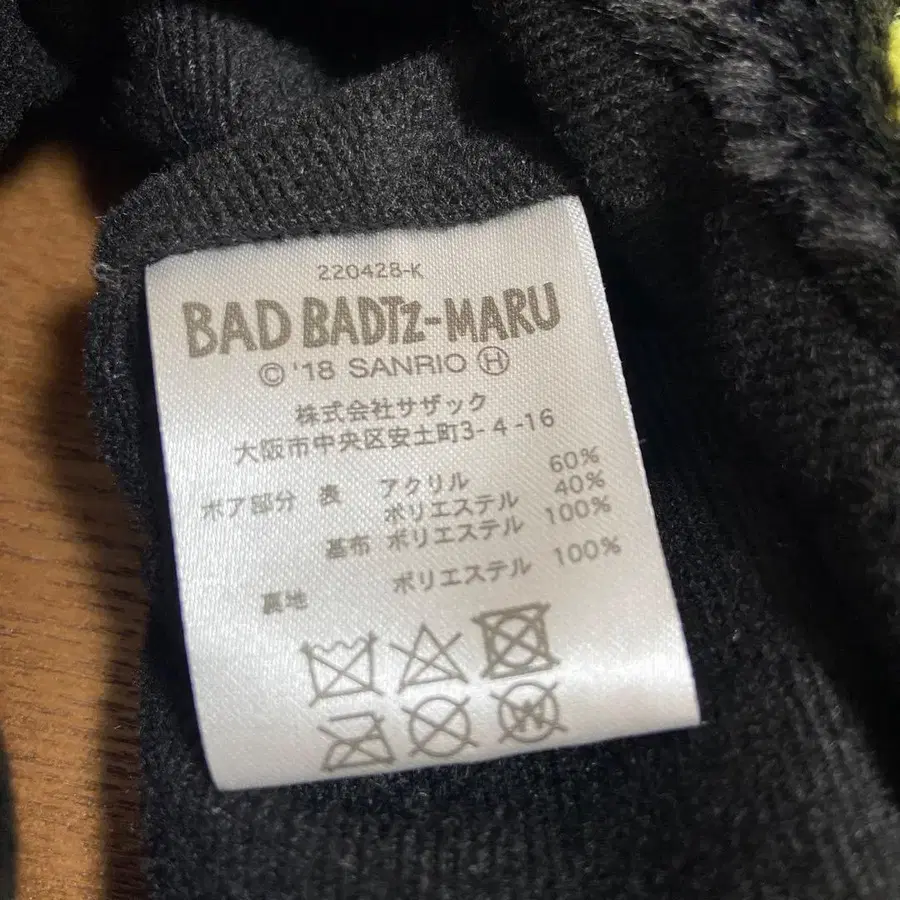 220428-K
BAD BADTZ-MARU
© '18 SANRIO Ⓗ
株式会社サザック
大阪市中央区安土町3-4-16
ボア部分 表 アクリル 60%
ポリエステル 40%
基布 ポリエステル 100%
裏地 ポリエステル 100%
W